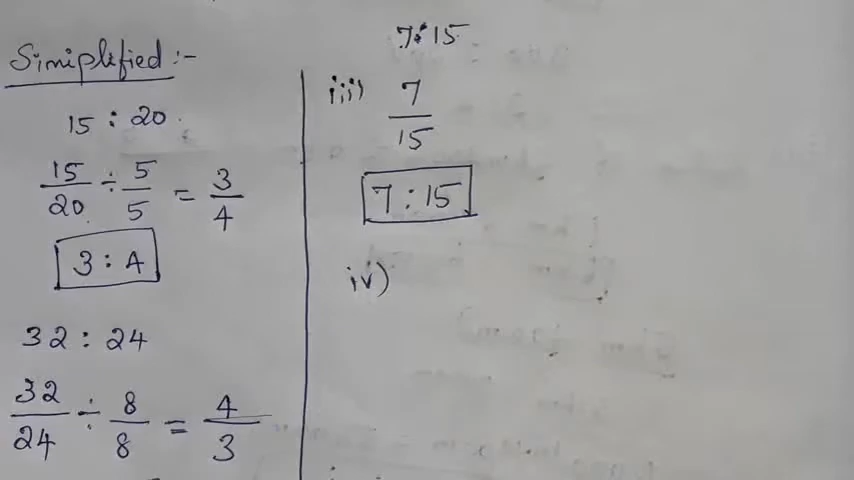 Simiplified :-
15 : 20
15/20 ÷ 5/5 = 3/4
3 : 4
32 : 24
32/24 ÷ 8/8 = 4/3
7:15
iii) 7/15
7 : 15
iv)